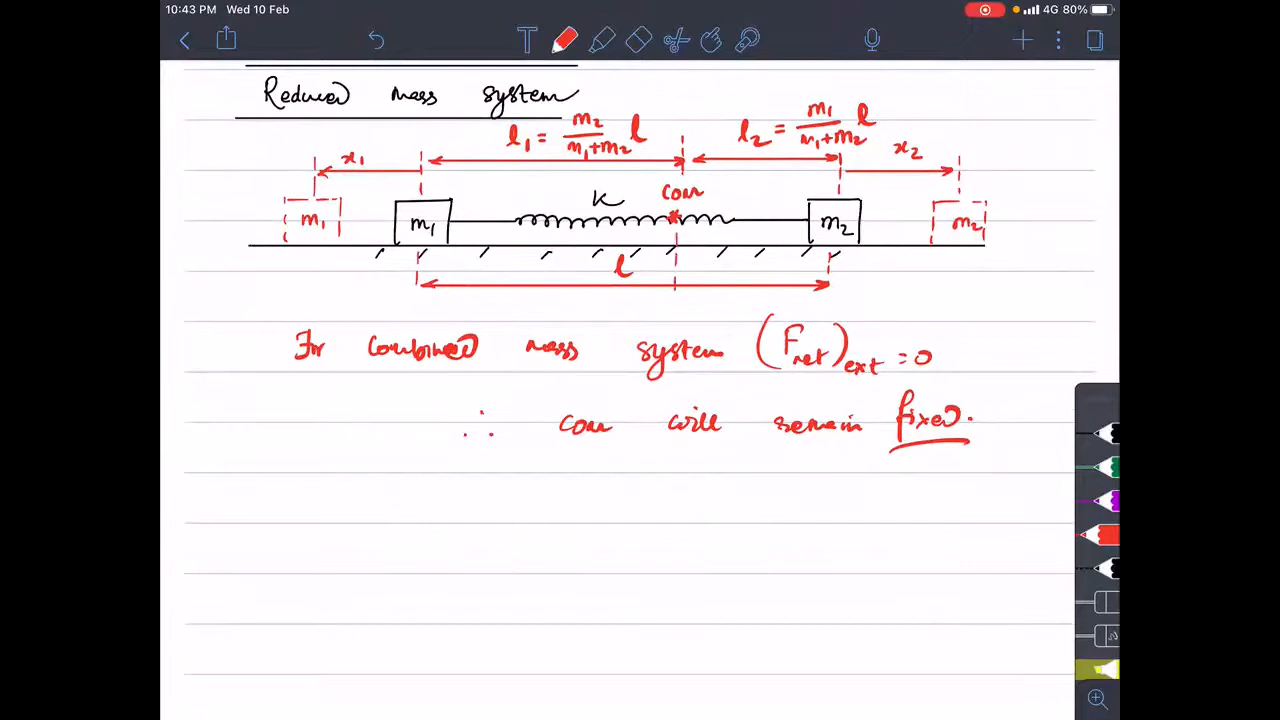 10:43 PM Wed 10 Feb 4G 80%
Reduced mass system
l₁ = m₂/(m₁+m₂) l l₂ = m₁/(m₁+m₂) l
x₁ x₂
K com
m₁ m₁ m₂ m₂
l
For combined mass system (Fnet)ext = 0
∴ com will remain fixed.